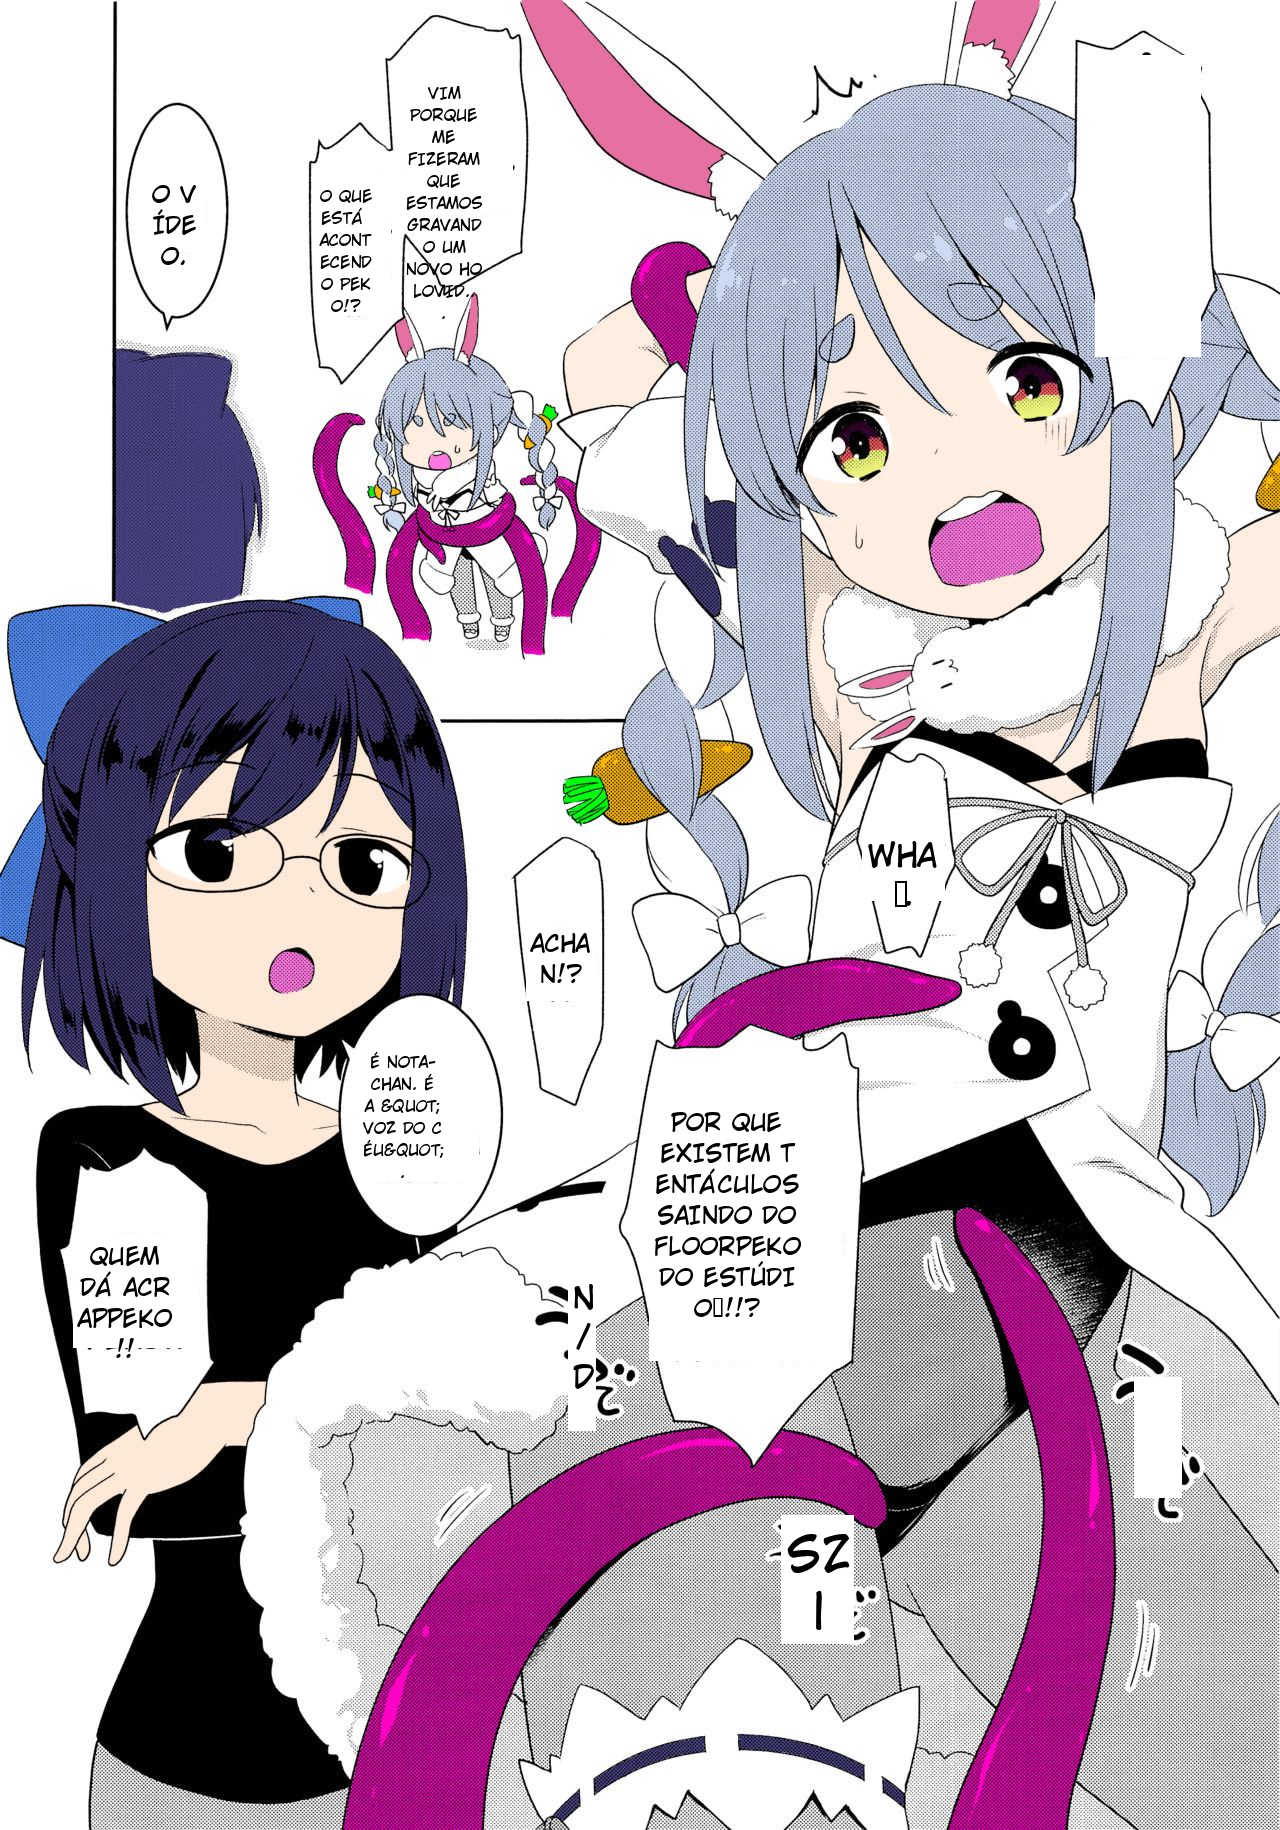 VIM
PORQUE
ME
FIZERAM
QUE
ESTAMOS
GRAVAND
O UM
NOVO HO
LOVID.
O QUE
ESTÁ
ACONT
ECEND
O PEK
O!?
O V
ÍDE
O.
WHA
.
ACHA
N!?
É NOTA-
CHAN. É
A &QUOT;
VOZ DO C
ÉU&QUOT;
.
POR QUE
EXISTEM T
ENTÁCULOS
SAINDO DO
FLOORPEKO
DO ESTÚDI
O!!?
QUEM
DÁ ACR
APPEKO
!!
N
/
D
SZ
I